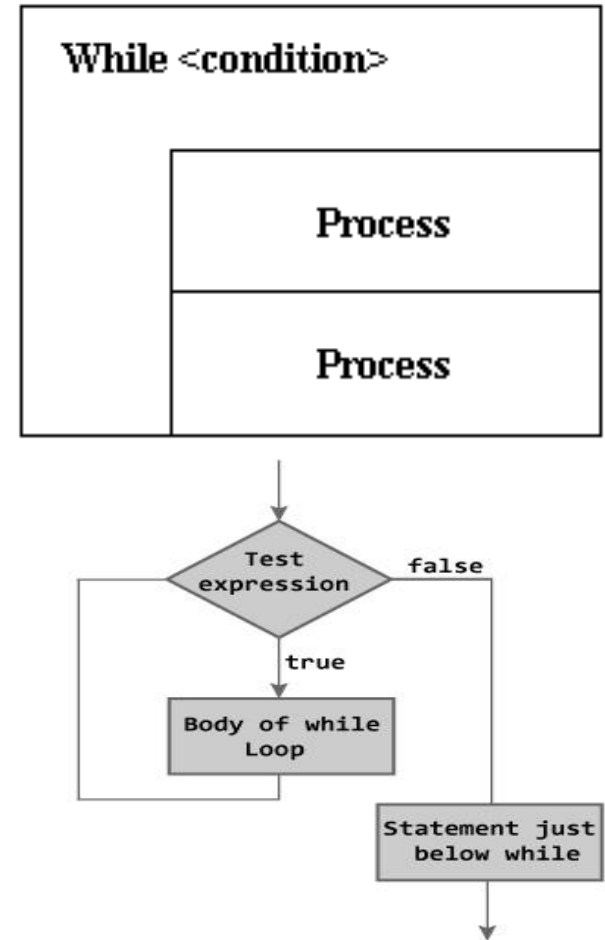 While <condition>
Process
Process
Test
expression
false
true
Body of while
Loop
Statement just
below while